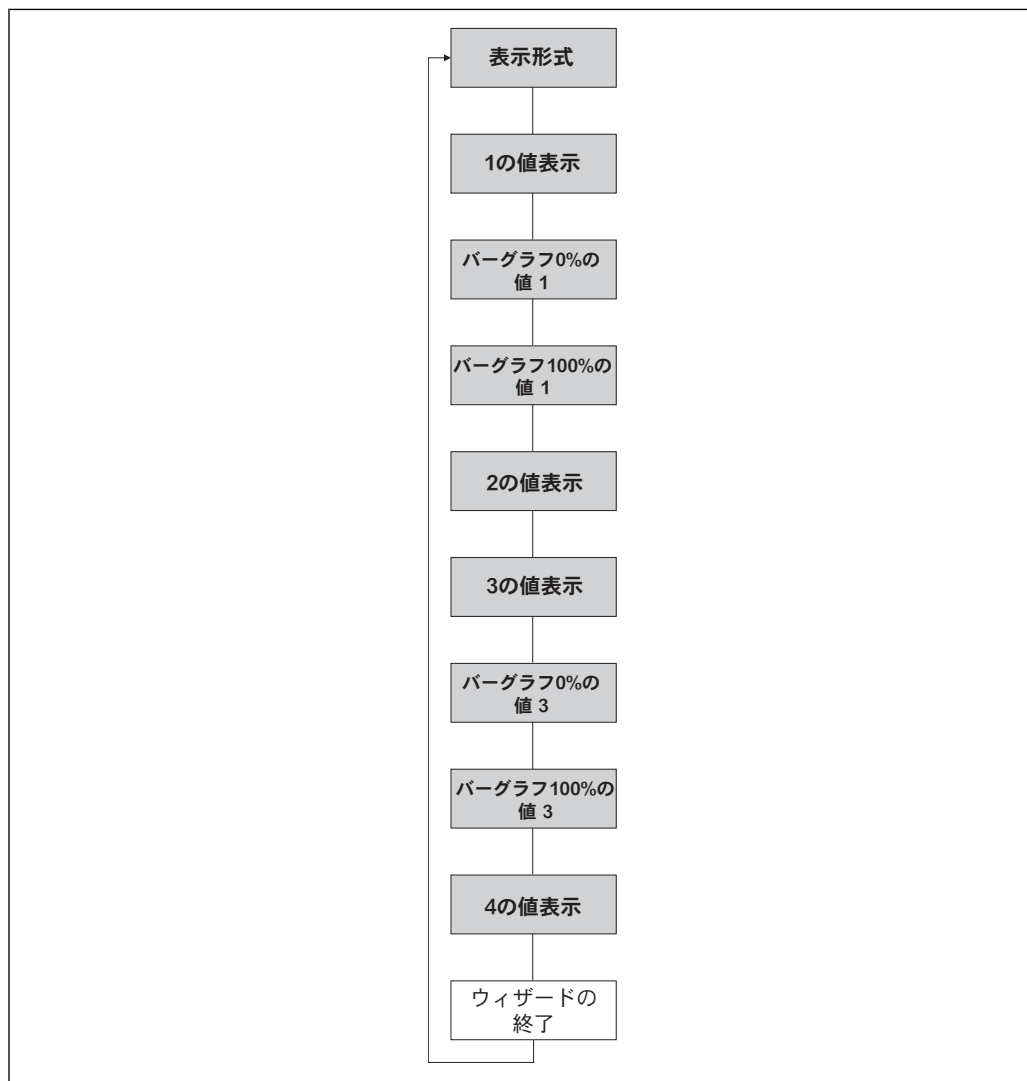 表示形式
1の値表示
バーグラフ0%の
値 1
バーグラフ100%の
値 1
2の値表示
3の値表示
バーグラフ0%の
値 3
バーグラフ100%の
値 3
4の値表示
ウィザードの
終了